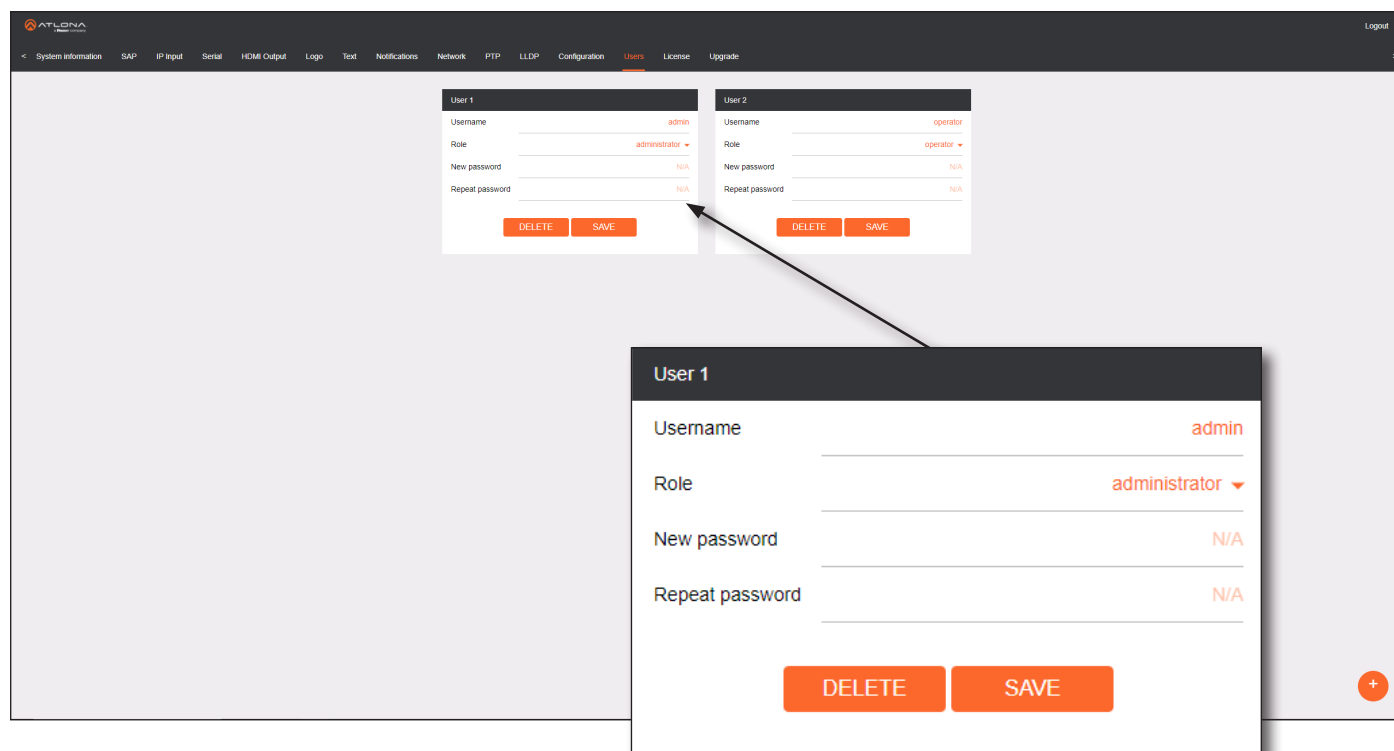 ATLONA
Logout
< System information SAP IP Input Serial HDMI Output Logo Text Notifications Network PTP LLDP Configuration Users License Upgrade
User 1
Username admin
Role administrator
New password N/A
Repeat password N/A
DELETE SAVE
User 2
Username operator
Role operator
New password N/A
Repeat password N/A
DELETE SAVE
User 1
Username admin
Role administrator
New password N/A
Repeat password N/A
DELETE SAVE
+